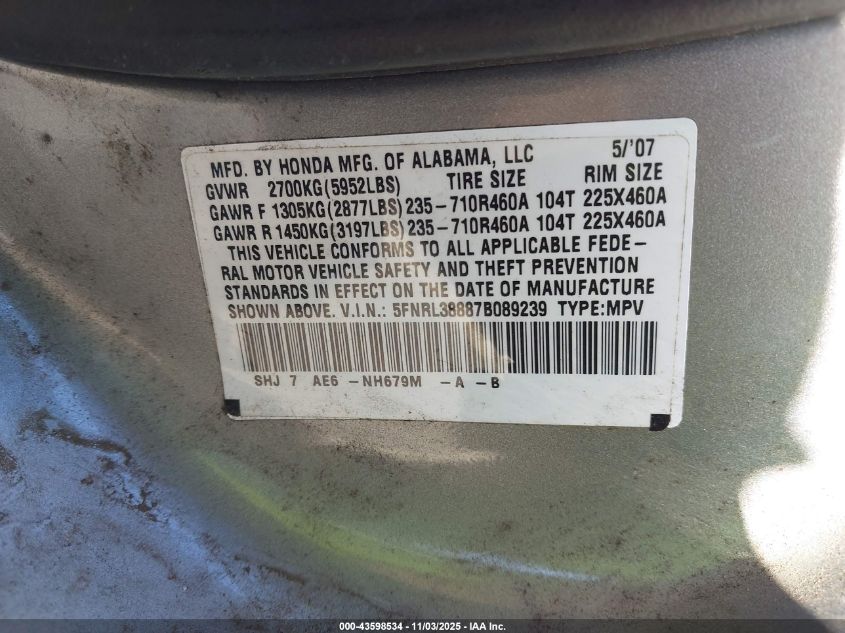 MFD. BY HONDA MFG. OF ALABAMA, LLC 5/'07
GVWR 2700KG(5952LBS) TIRE SIZE RIM SIZE
GAWR F 1305KG(2877LBS) 235-710R460A 104T 225X460A
GAWR R 1450KG(3197LBS) 235-710R460A 104T 225X460A
THIS VEHICLE CONFORMS TO ALL APPLICABLE FEDE-
RAL MOTOR VEHICLE SAFETY AND THEFT PREVENTION
STANDARDS IN EFFECT ON THE DATE OF MANUFACTURE
SHOWN ABOVE. V.I.N.: 5FNRL38887B089239 TYPE:MPV
SHJ 7 AE6 -NH679M -A -B
000-43598534 - 11/03/2025 - IAA Inc.